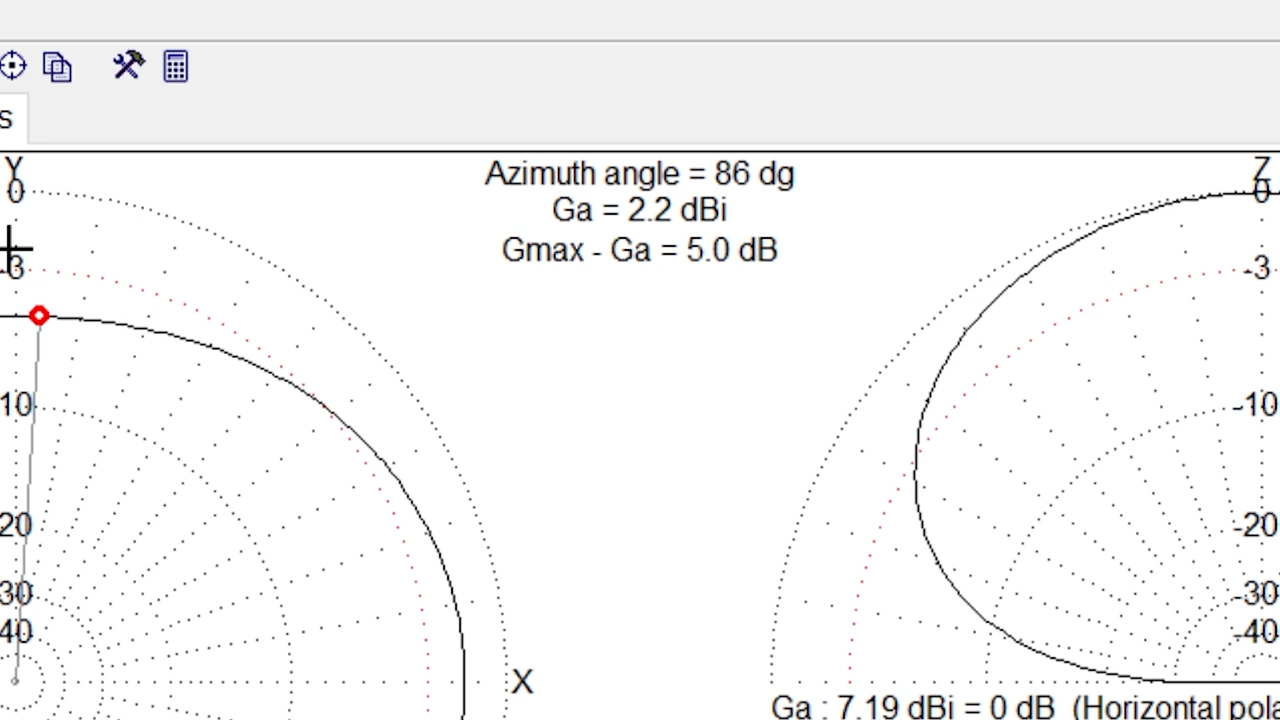 S
Y
0
3
10
20
30
40
Azimuth angle = 86 dg
Ga = 2.2 dBi
Gmax - Ga = 5.0 dB
X
Z
0
-3
-10
-20
-30
-40
Ga : 7.19 dBi = 0 dB (Horizontal pola